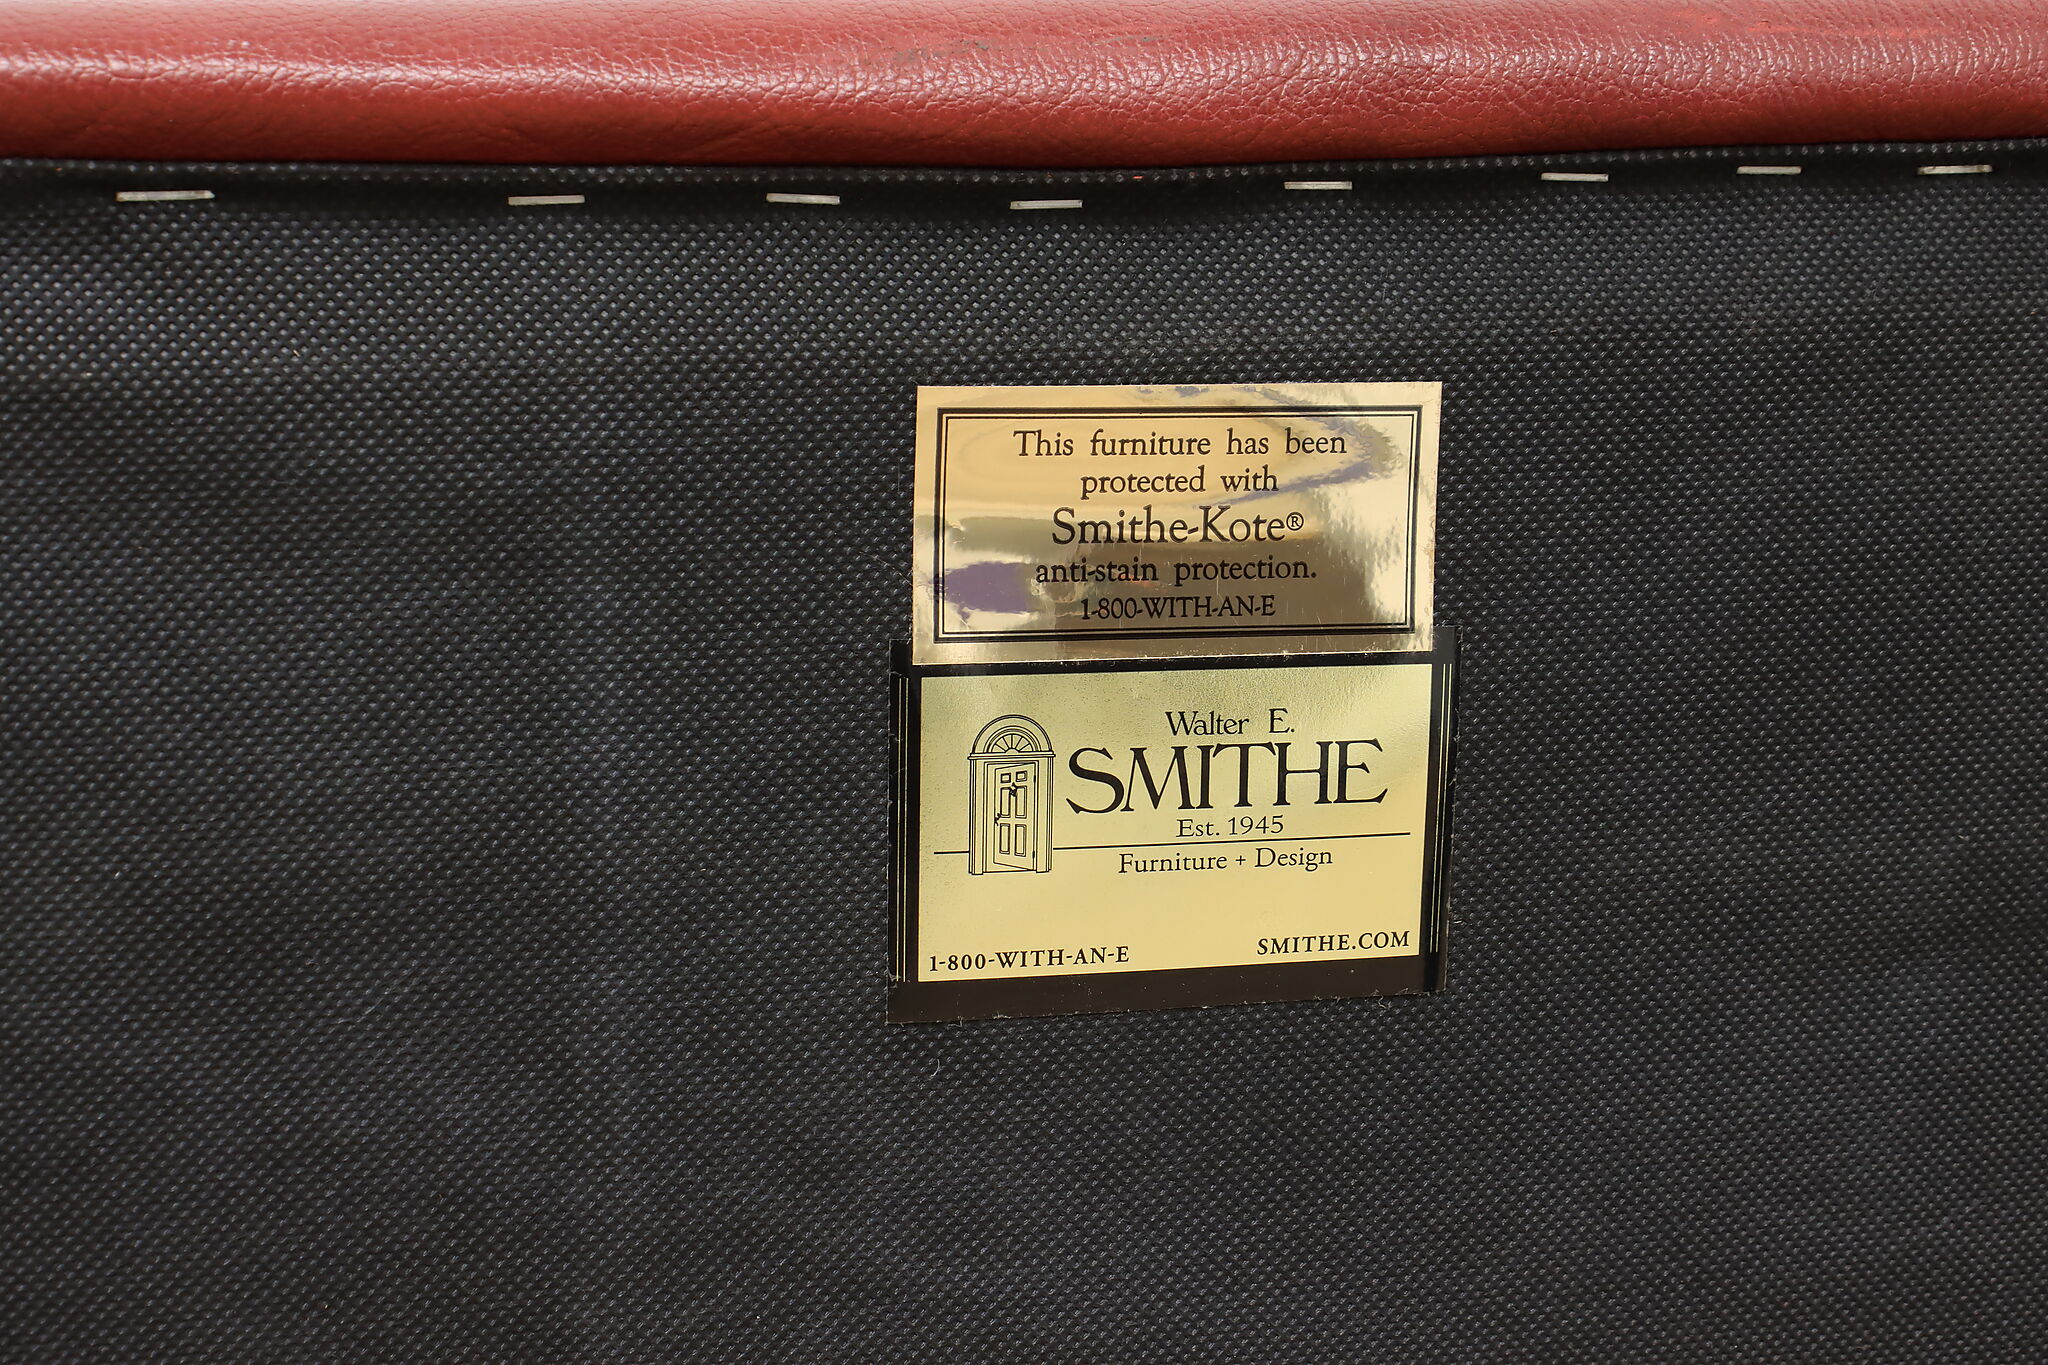 This furniture has been
protected with
Smithe-Kote®
anti-stain protection.
1-800-WITH-AN-E
Walter E.
SMITHE
Est. 1945
Furniture + Design
1-800-WITH-AN-E
SMITHE.COM